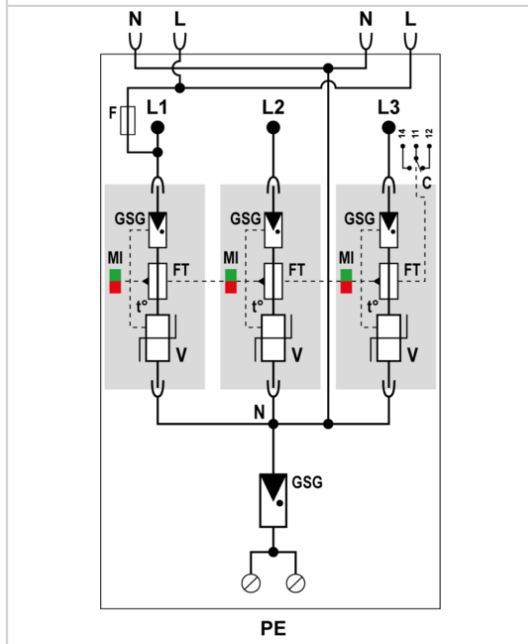 N L N L
F L1 L2 L3
14 11 12
C
GSG GSG GSG
MI FT MI FT MI FT
t° t° t°
V V V
N
GSG
PE